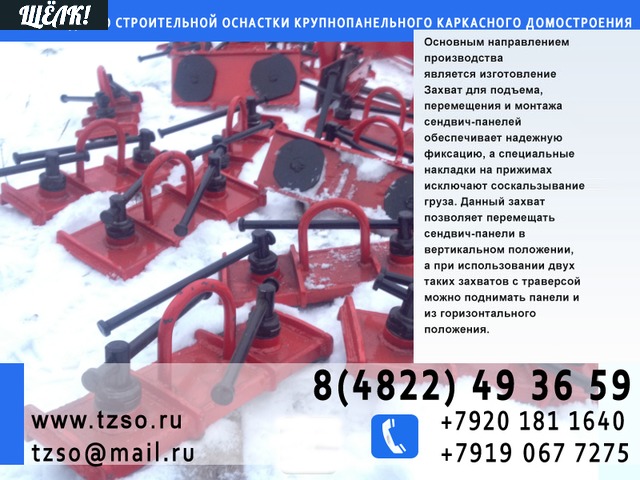 ЩЁЛК!
О СТРОИТЕЛЬНОЙ ОСНАСТКИ КРУПНОПАНЕЛЬНОГО КАРКАСНОГО ДОМОСТРОЕНИЯ
Основным направлением
производства
является изготовление
Захват для подъема,
перемещения и монтажа
сендвич-панелей
обеспечивает надежную
фиксацию, а специальные
накладки на прижимах
исключают соскальзывание
груза. Данный захват
позволяет перемещать
сендвич-панели в
вертикальном положении,
а при использовании двух
таких захватов с траверсой
можно поднимать панели и
из горизонтального
положения.
8(4822) 49 36 59
www.tzso.ru
+7920 181 1640
tzso@mail.ru
+7919 067 7275